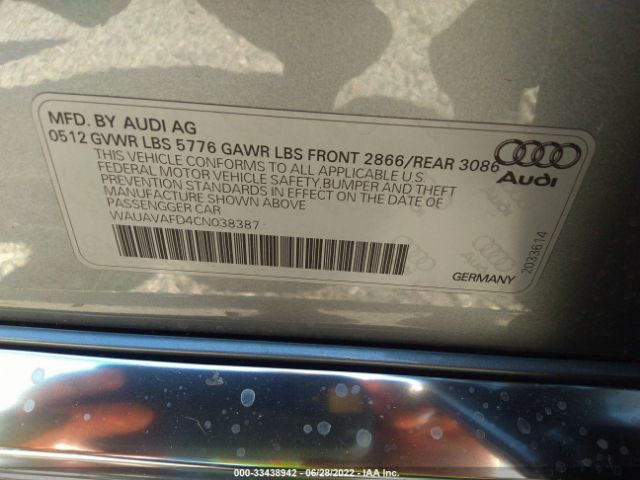 MFD. BY AUDI AG
0512 GVWR LBS 5776 GAWR LBS FRONT 2866/REAR 3086
THIS VEHICLE CONFORMS TO ALL APPLICABLE U.S.
FEDERAL MOTOR VEHICLE SAFETY,BUMPER AND THEFT
PREVENTION STANDARDS IN EFFECT ON THE DATE OF
MANUFACTURE SHOWN ABOVE
PASSENGGER CAR
WAUAVAFD4CN038387
Audi
GERMANY
2033614
000-33438942 - 06/28/2022 - IAA Inc.